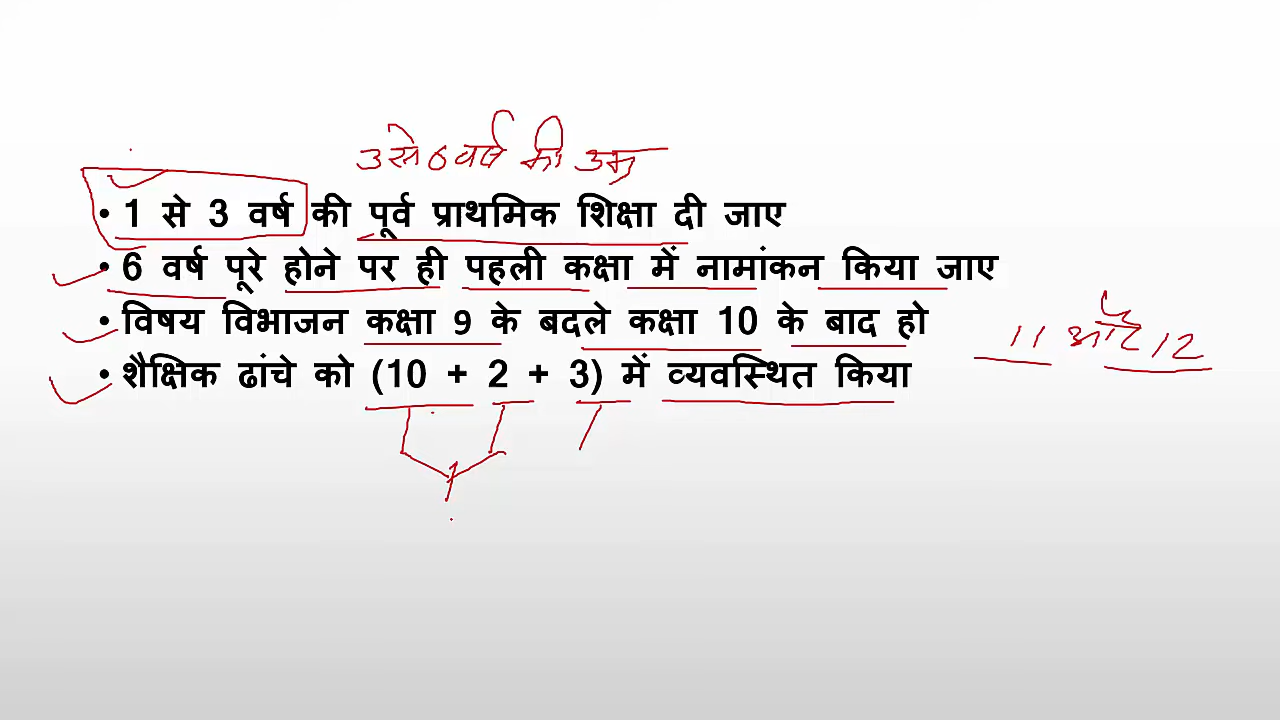 3 से 6 वर्ष की उम्र
• 1 से 3 वर्ष की पूर्व प्राथमिक शिक्षा दी जाए
• 6 वर्ष पूरे होने पर ही पहली कक्षा में नामांकन किया जाए
• विषय विभाजन कक्षा 9 के बदले कक्षा 10 के बाद हो
11 और 12
• शैक्षिक ढांचे को (10 + 2 + 3) में व्यवस्थित किया